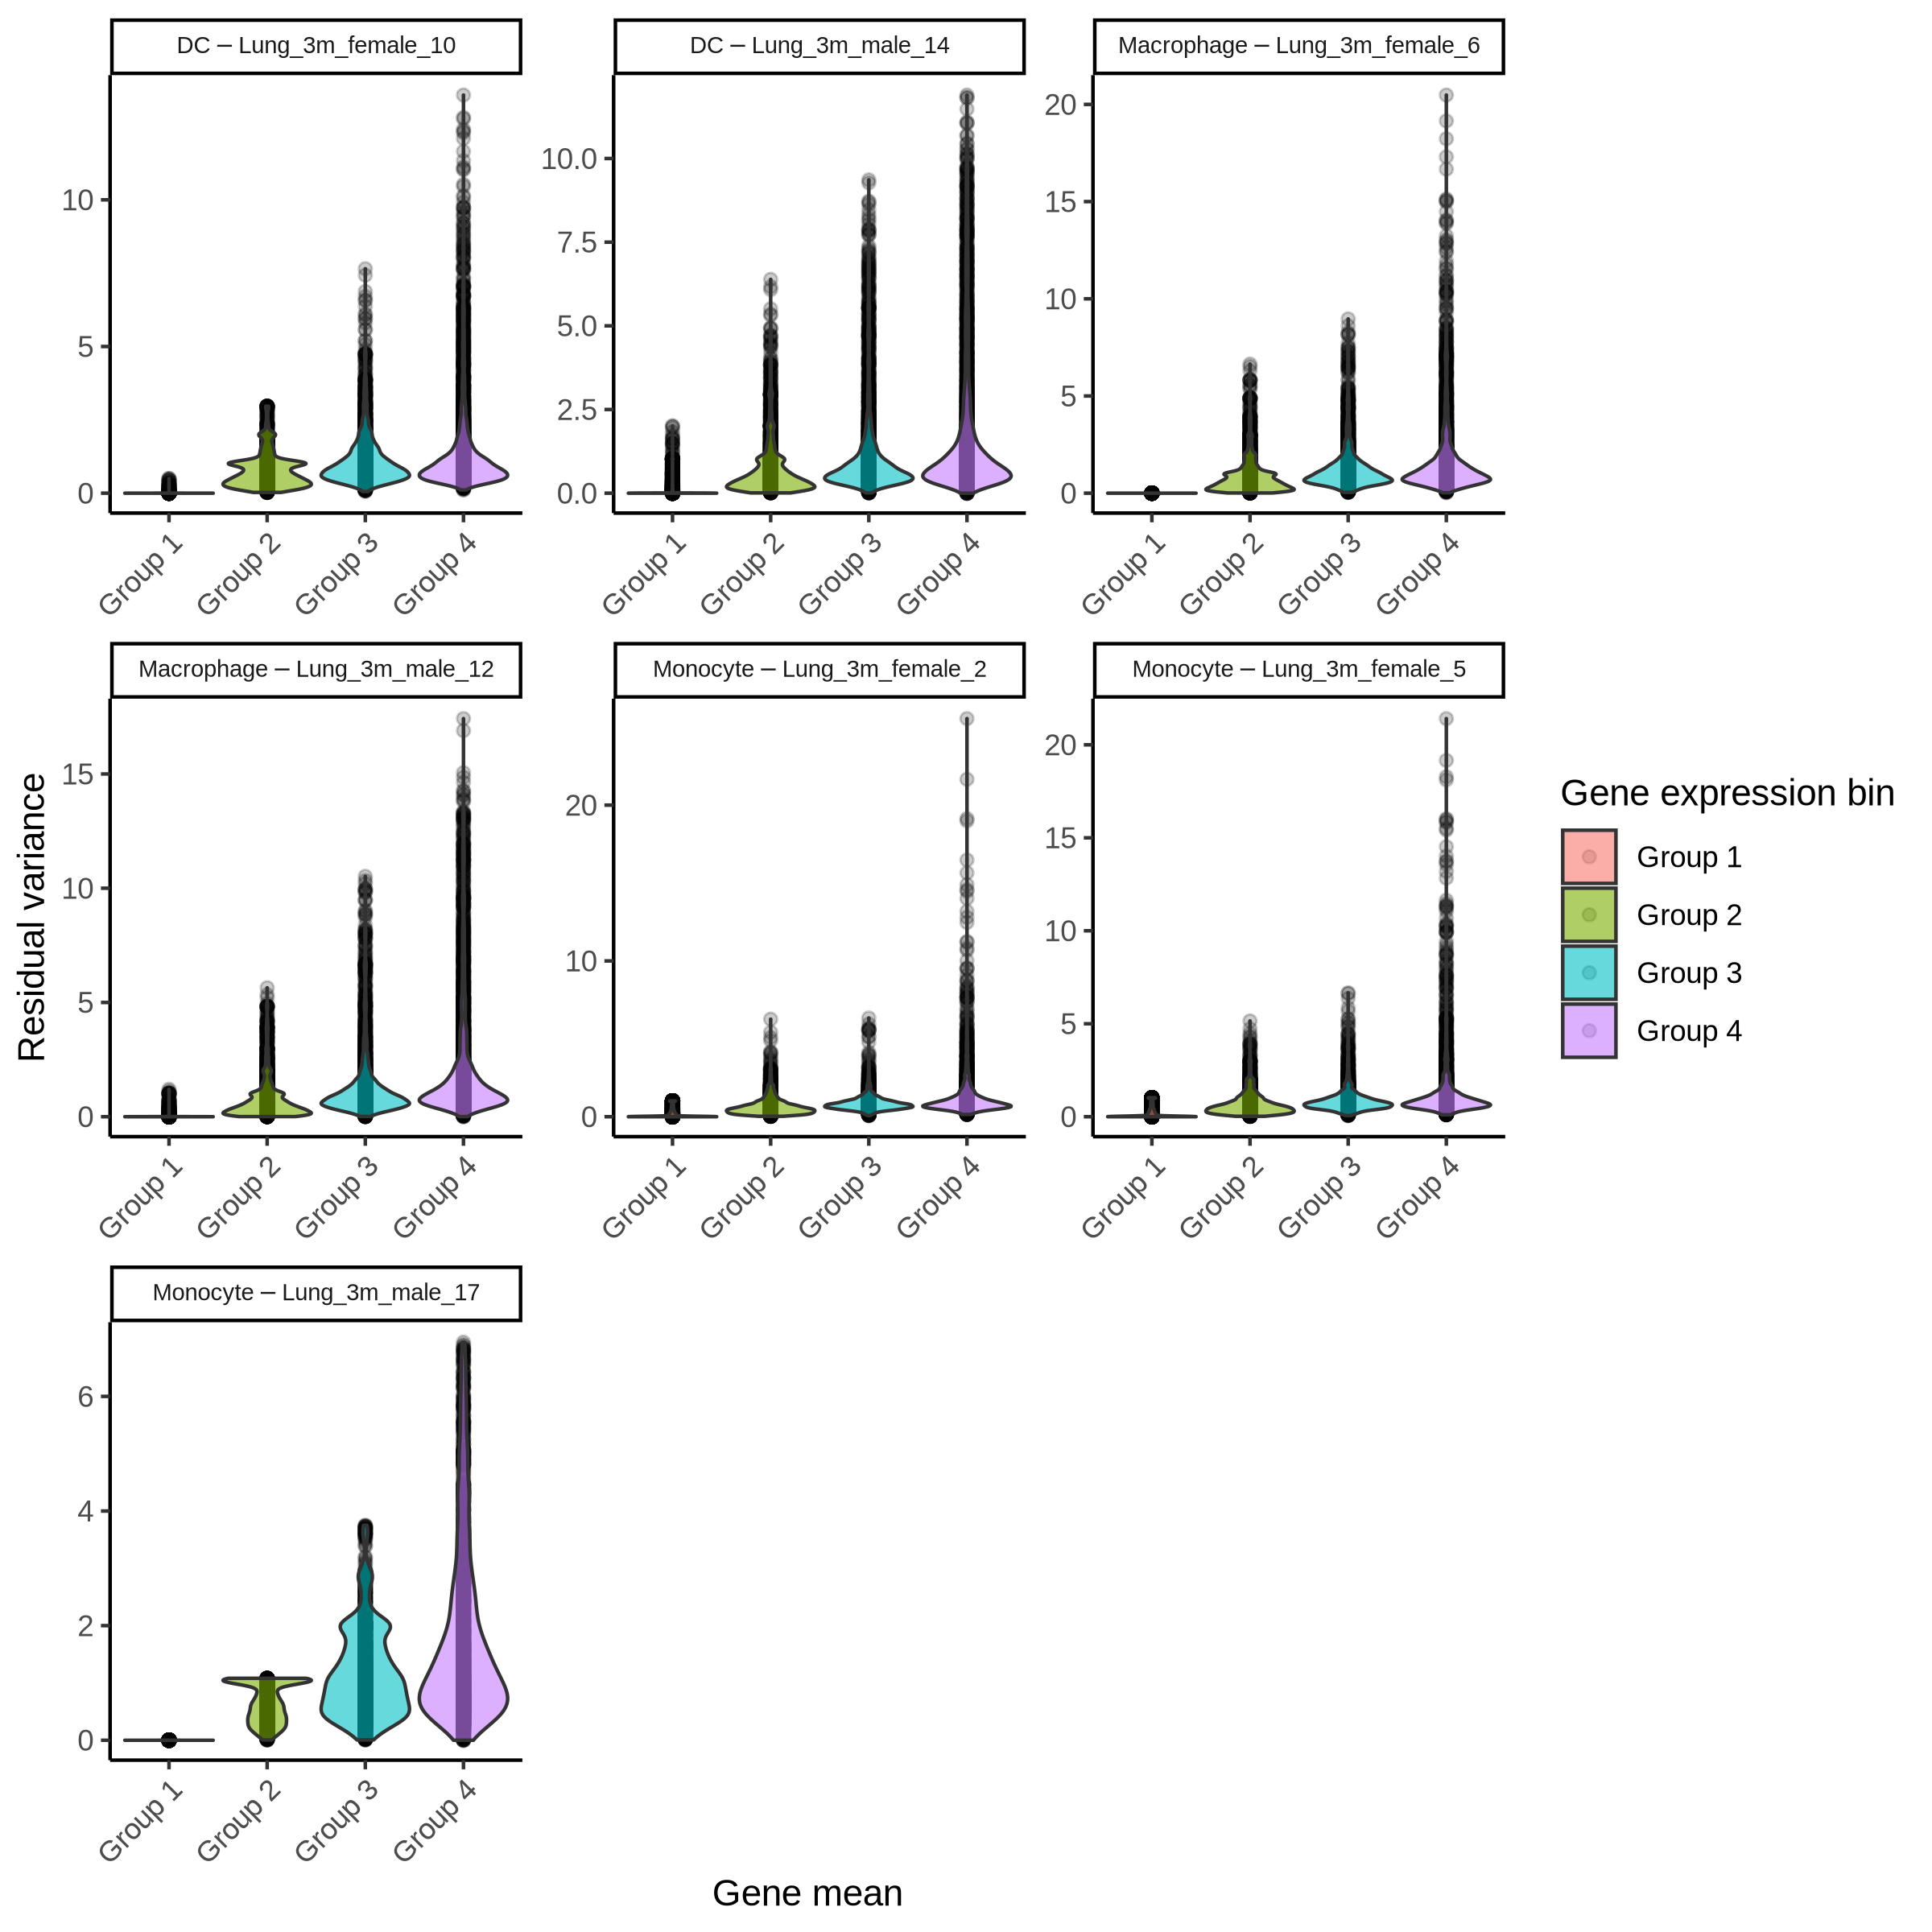 DC – Lung_3m_female_10
DC – Lung_3m_male_14
Macrophage – Lung_3m_female_6
10
5
0
10.0
7.5
5.0
2.5
0.0
20
15
10
5
0
Group 1
Group 2
Group 3
Group 4
Group 1
Group 2
Group 3
Group 4
Group 1
Group 2
Group 3
Group 4
Macrophage – Lung_3m_male_12
Monocyte – Lung_3m_female_2
Monocyte – Lung_3m_female_5
Residual variance
15
10
5
0
20
10
0
20
15
10
5
0
Group 1
Group 2
Group 3
Group 4
Group 1
Group 2
Group 3
Group 4
Group 1
Group 2
Group 3
Group 4
Gene expression bin
Group 1
Group 2
Group 3
Group 4
Monocyte – Lung_3m_male_17
6
4
2
0
Group 1
Group 2
Group 3
Group 4
Gene mean